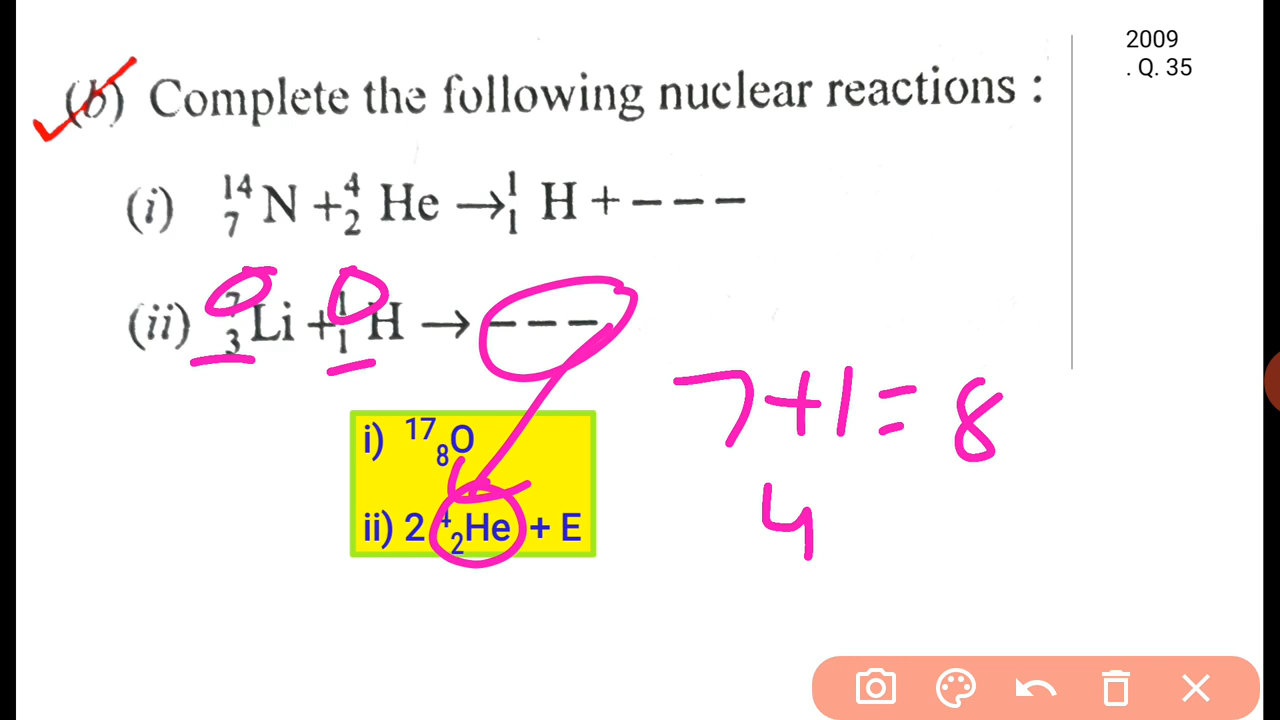 2009
. Q. 35
(b) Complete the following nuclear reactions :
(i) ¹⁴₇N + ⁴₂He → ¹₁H + – – –
(ii) ⁷₃Li + ¹₁H → – – –
7+1=8
4
i) ¹⁷₈O
ii) 2 ⁴₂He + E